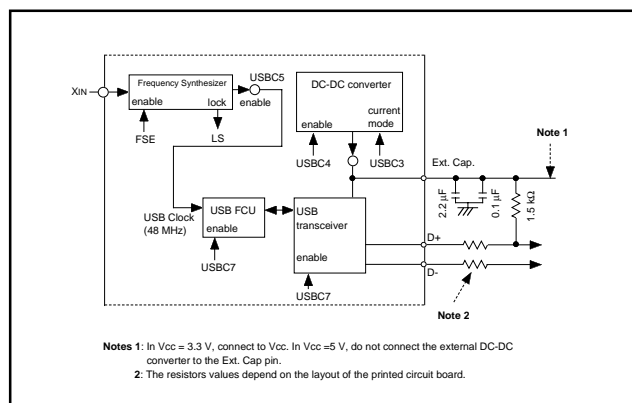 Frequency Synthesizer
USBC5
DC-DC converter
XIN
enable
lock
enable
FSE
LS
enable
current
mode
USBC4
USBC3
Ext. Cap.
Note 1
2.2 µF
0.1 µF
1.5 kΩ
USB Clock
(48 MHz)
USB FCU
enable
USBC7
USB
transceiver
enable
USBC7
D+
D-
Note 2
Notes 1: In Vcc = 3.3 V, connect to Vcc. In Vcc =5 V, do not connect the external DC-DC
converter to the Ext. Cap pin.
2: The resistors values depend on the layout of the printed circuit board.